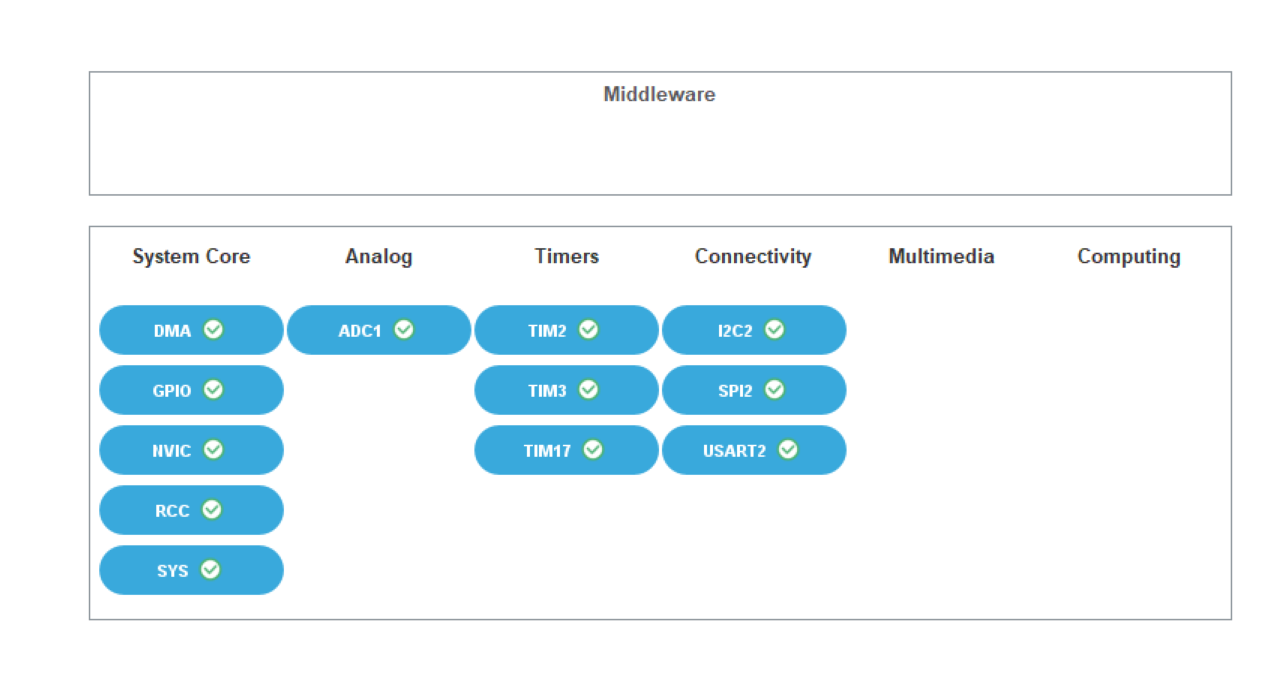 Middleware
System Core Analog Timers Connectivity Multimedia Computing
DMA ADC1 TIM2 I2C2
GPIO TIM3 SPI2
NVIC TIM17 USART2
RCC
SYS